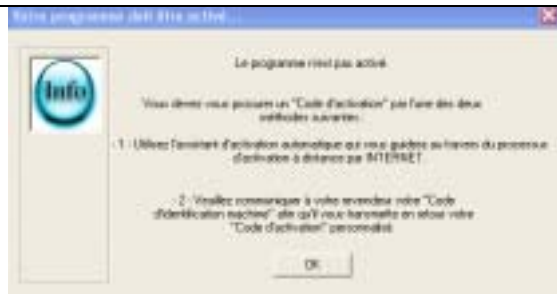 Votre programme doit être activé...
Info
Le programme n'est pas activé
Vous devez vous procurer un "Code d'activation" par l'une des deux
méthodes suivantes :
- 1 - Utilisez l'assistant d'activation automatique qui vous guidera au travers du processus
d'activation à distance par INTERNET.
- 2 - Veuillez communiquer à votre revendeur votre "Code
d'identification machine" afin qu'il vous transmette en retour votre
"Code d'activation" personnalisé.
OK